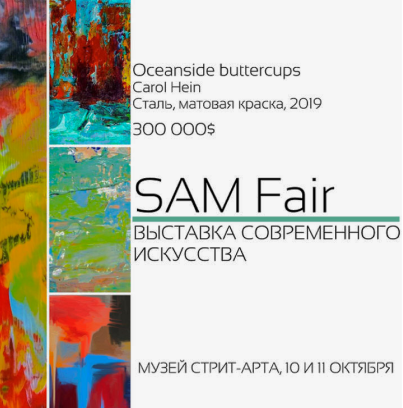 Oceanside buttercups
Carol Hein
Сталь, матовая краска, 2019
300 000$
SAM Fair
ВЫСТАВКА СОВРЕМЕННОГО
ИСКУССТВА
МУЗЕЙ СТРИТ-АРТА, 10 И 11 ОКТЯБРЯ